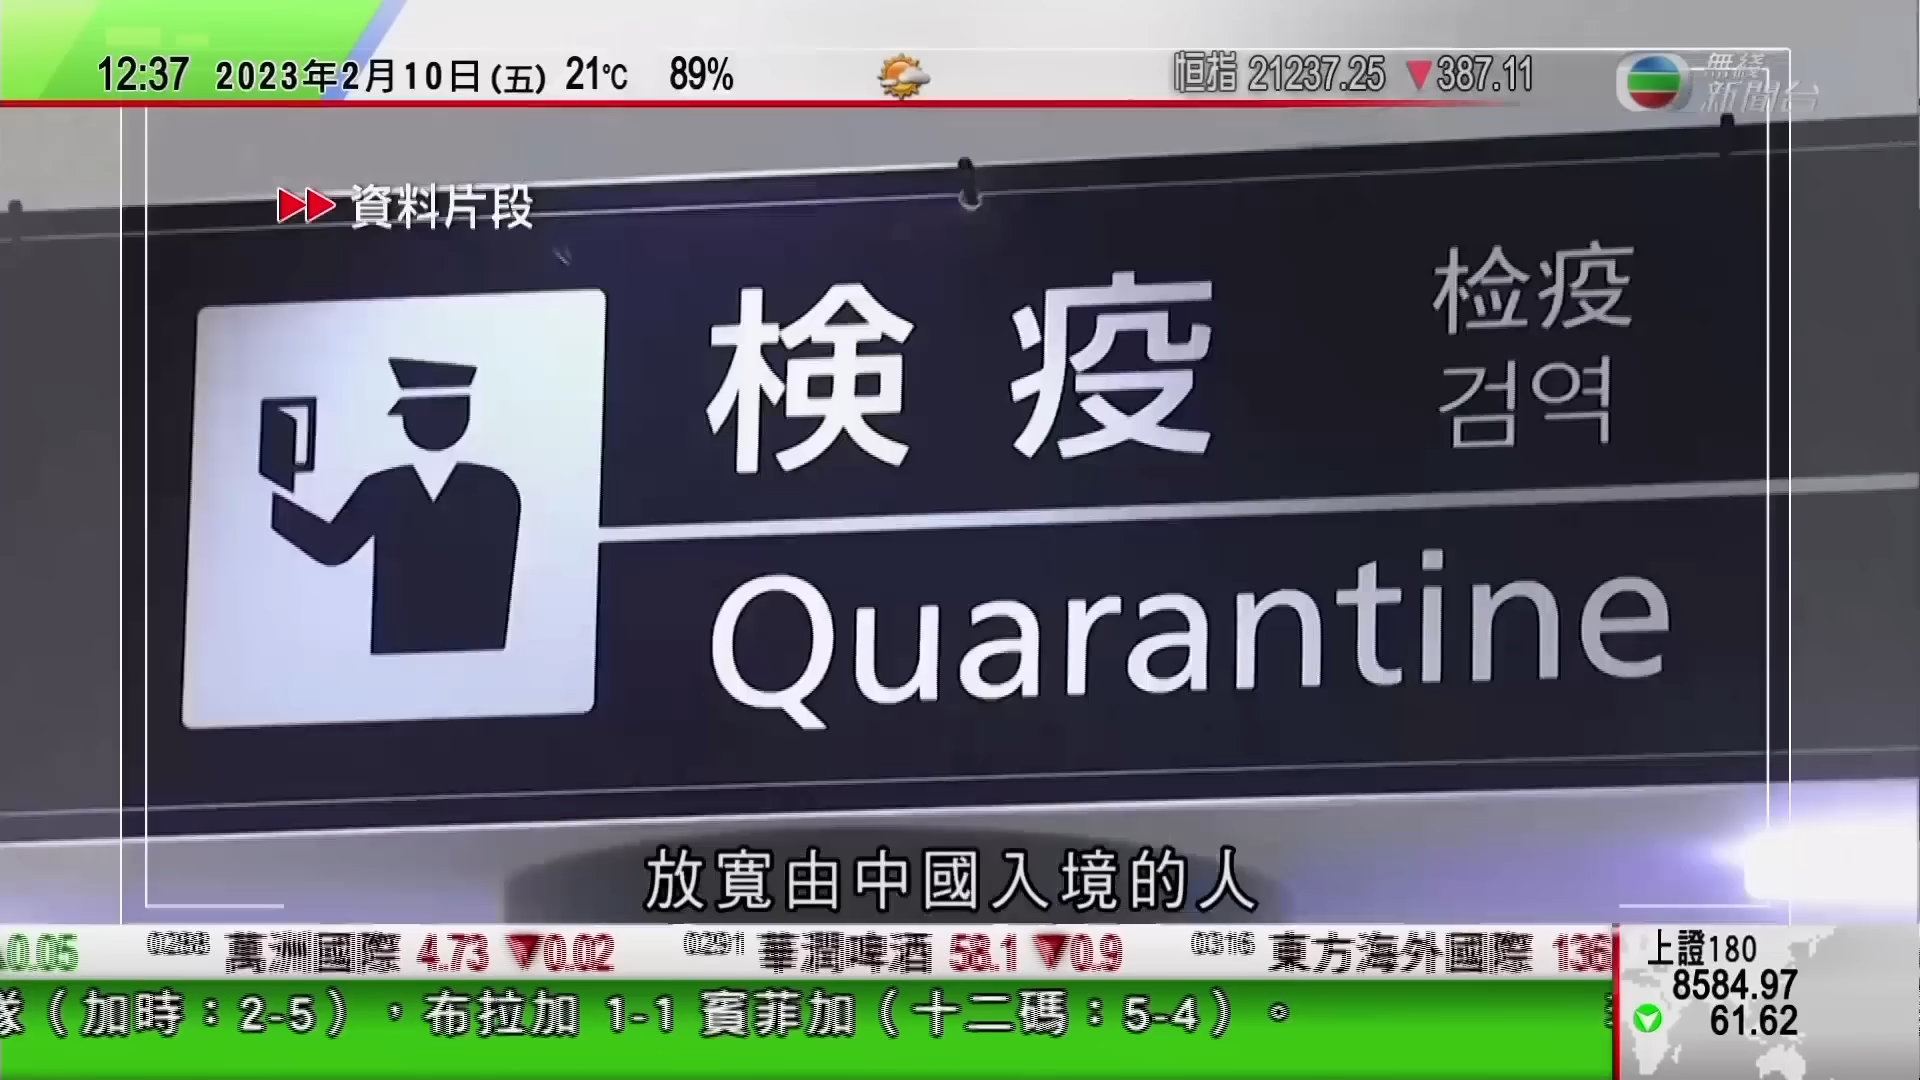 12:37 2023年2月10日(五) 21℃ 89% 恒指 21237.25 ▼387.11
無綫
新聞台
資料片段
検疫
检疫
검역
Quarantine
放寬由中國入境的人
0.05 0288 萬洲國際 4.73 ▼0.02 0291 華潤啤酒 58.1 ▼0.9 0316 東方海外國際 136
隊（加時：2-5），布拉加 1-1 賓菲加（十二碼：5-4）。
上證180
8584.97
61.62